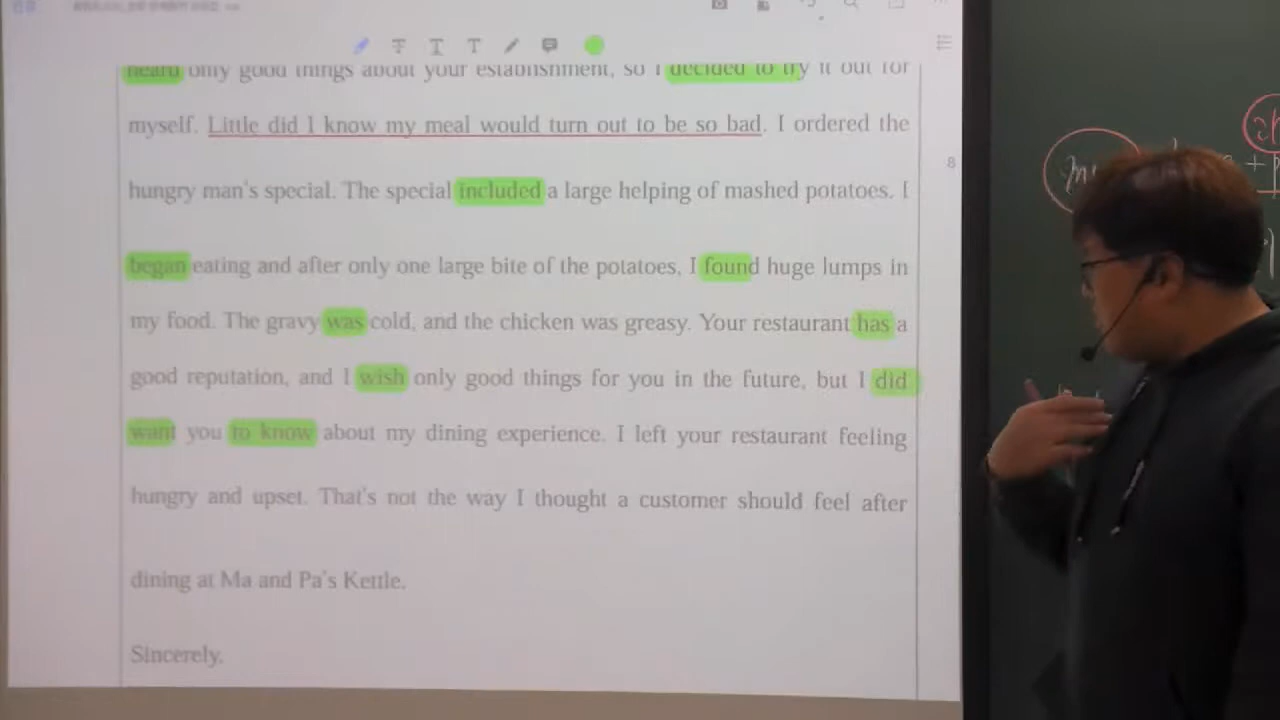 heard only good things about your establishment, so I decided to try it out for
myself. Little did I know my meal would turn out to be so bad. I ordered the
8
hungry man's special. The special included a large helping of mashed potatoes. I
began eating and after only one large bite of the potatoes, I found huge lumps in
my food. The gravy was cold, and the chicken was greasy. Your restaurant has a
good reputation, and I wish only good things for you in the future, but I did
want you to know about my dining experience. I left your restaurant feeling
hungry and upset. That's not the way I thought a customer should feel after
dining at Ma and Pa's Kettle.
Sincerely,